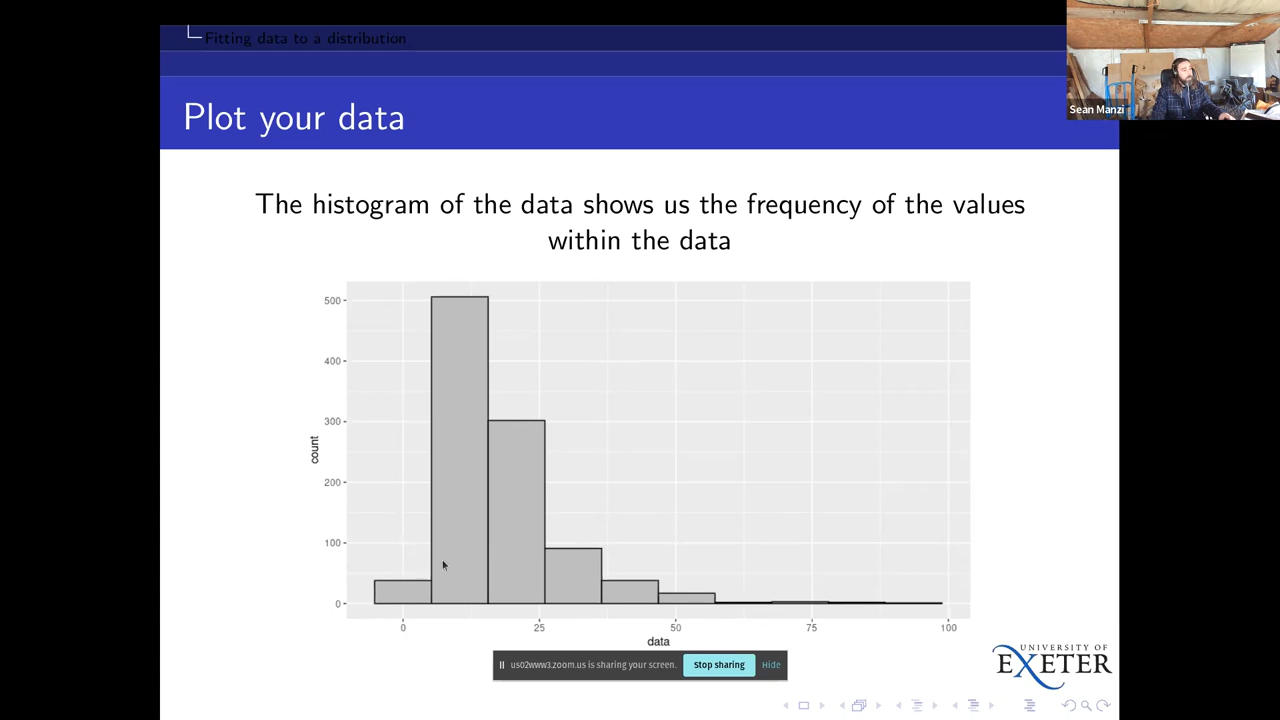 Fitting data to a distribution
Sean Manzi
Plot your data
The histogram of the data shows us the frequency of the values
within the data
500
400
300
200
100
0
count
0 25 50 75 100
data
us02www3.zoom.us is sharing your screen. Stop sharing Hide
UNIVERSITY OF
EXETER